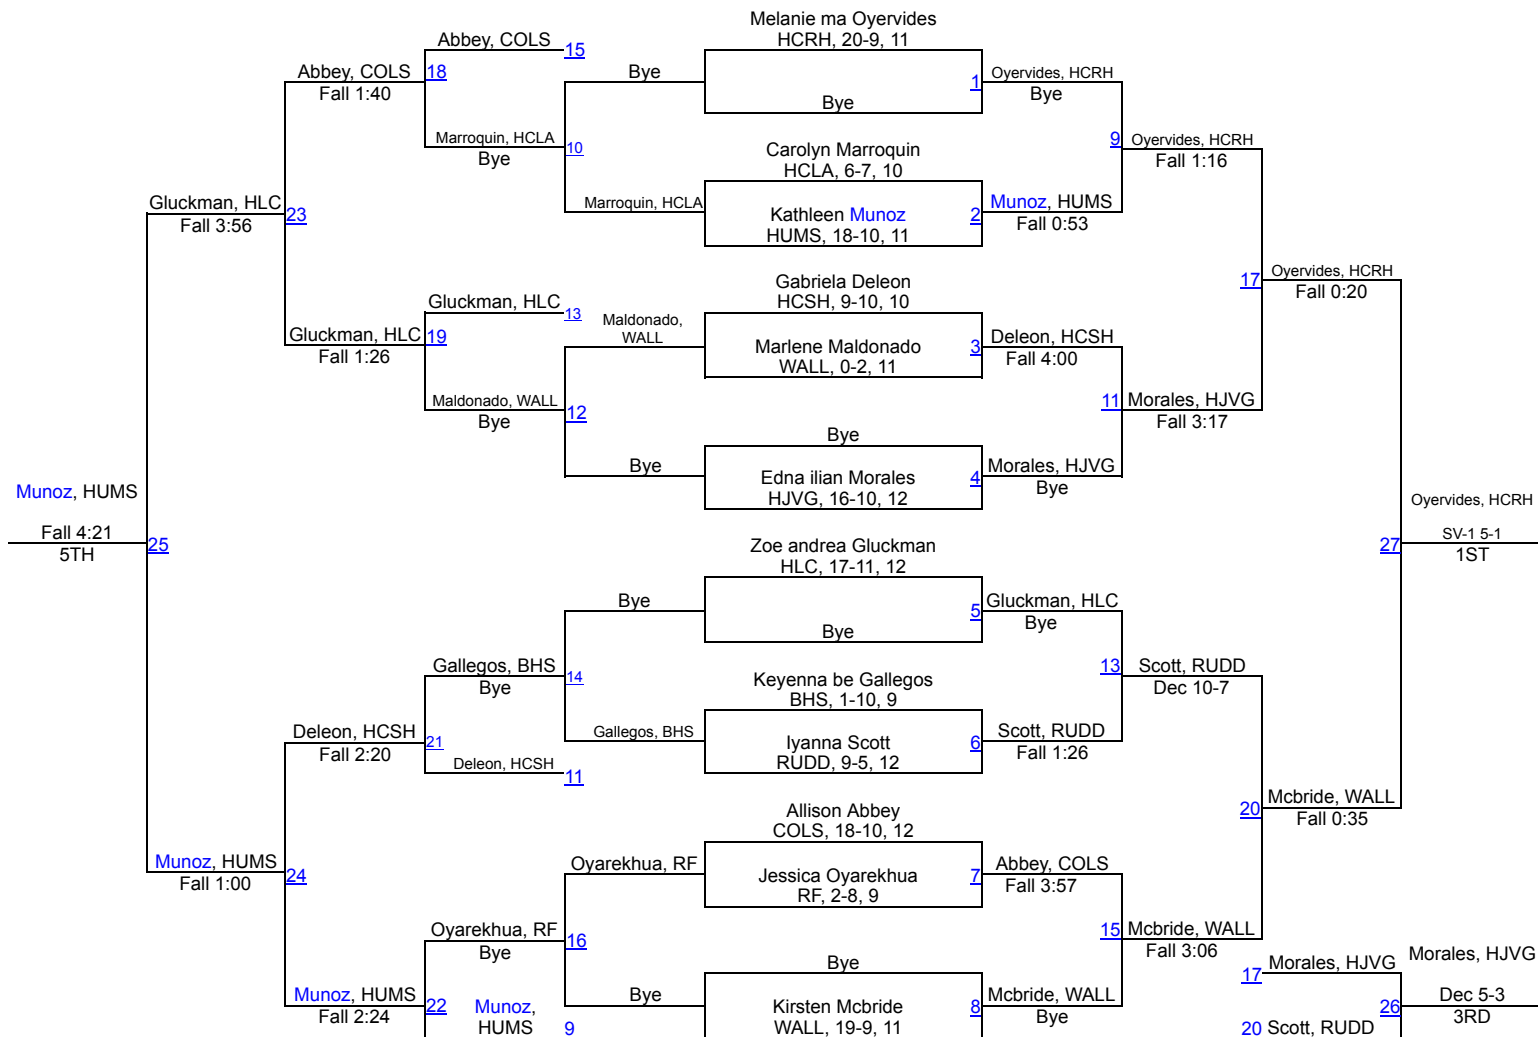 Melanie ma Oyervides
HCRH, 20-9, 11
Abbey, COLS
15
Abbey, COLS
18
Fall 1:40
Bye
1
Oyervides, HCRH
Bye
Bye
Marroquin, HCLA
Bye
10
9
Oyervides, HCRH
Fall 1:16
Carolyn Marroquin
HCLA, 6-7, 10
Gluckman, HLC
Fall 3:56
23
Marroquin, HCLA
Kathleen Munoz
HUMS, 18-10, 11
2
Munoz, HUMS
Fall 0:53
Gabriela Deleon
HCSH, 9-10, 10
17
Oyervides, HCRH
Fall 0:20
Gluckman, HLC
13
Gluckman, HLC
19
Fall 1:26
Maldonado,
WALL
Marlene Maldonado
WALL, 0-2, 11
3
Deleon, HCSH
Fall 4:00
Maldonado, WALL
Bye
12
11
Morales, HJVG
Fall 3:17
Bye
Bye
Edna ilian Morales
HJVG, 16-10, 12
4
Morales, HJVG
Bye
Munoz, HUMS
Fall 4:21
5TH
25
Oyervides, HCRH
27
SV-1 5-1
1ST
Zoe andrea Gluckman
HLC, 17-11, 12
Bye
5
Gluckman, HLC
Bye
Bye
Gallegos, BHS
Bye
14
13
Scott, RUDD
Dec 10-7
Keyenna be Gallegos
BHS, 1-10, 9
Deleon, HCSH
Fall 2:20
21
Gallegos, BHS
Iyanna Scott
RUDD, 9-5, 12
6
Scott, RUDD
Fall 1:26
Deleon, HCSH
11
Allison Abbey
COLS, 18-10, 12
20
Mcbride, WALL
Fall 0:35
Munoz, HUMS
Fall 1:00
24
Oyarekhua, RF
Jessica Oyarekhua
RF, 2-8, 9
7
Abbey, COLS
Fall 3:57
Oyarekhua, RF
Bye
16
15
Mcbride, WALL
Fall 3:06
Bye
17
Morales, HJVG
Morales, HJVG
Munoz, HUMS
Fall 2:24
22
Munoz,
HUMS
9
Bye
Kirsten Mcbride
WALL, 19-9, 11
8
Mcbride, WALL
Bye
26
Dec 5-3
3RD
20 Scott, RUDD